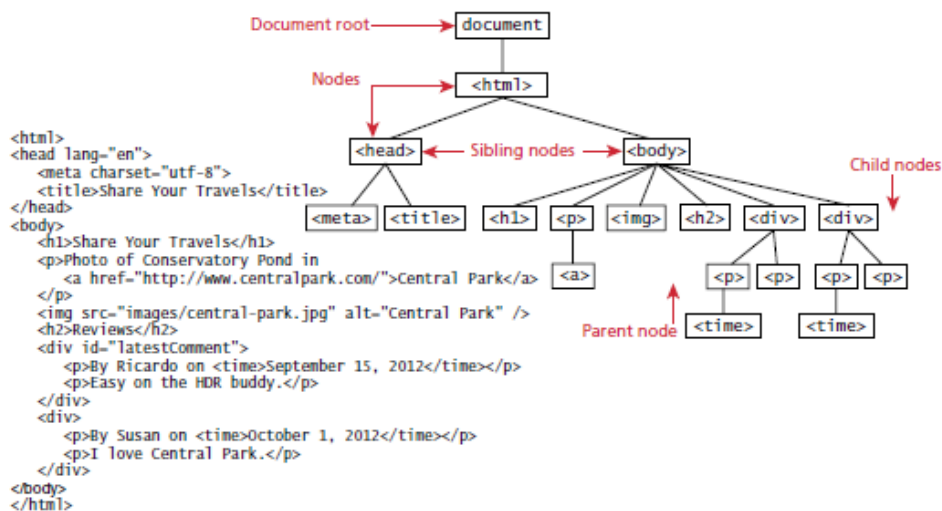 Document root
document
Nodes
<html>
<head>
Sibling nodes
<body>
Child nodes
<meta>
<title>
<h1>
<p>
<img>
<h2>
<div>
<div>
<a>
<p>
<p>
<p>
<p>
Parent node
<time>
<time>
<html>
<head lang="en">
<meta charset="utf-8">
<title>Share Your Travels</title>
</head>
<body>
<h1>Share Your Travels</h1>
<p>Photo of Conservatory Pond in
<a href="http://www.centralpark.com/">Central Park</a>
</p>
<img src="images/central-park.jpg" alt="Central Park" />
<h2>Reviews</h2>
<div id="latestComment">
<p>By Ricardo on <time>September 15, 2012</time></p>
<p>Easy on the HDR buddy.</p>
</div>
<div>
<p>By Susan on <time>October 1, 2012</time></p>
<p>I love Central Park.</p>
</div>
</body>
</html>